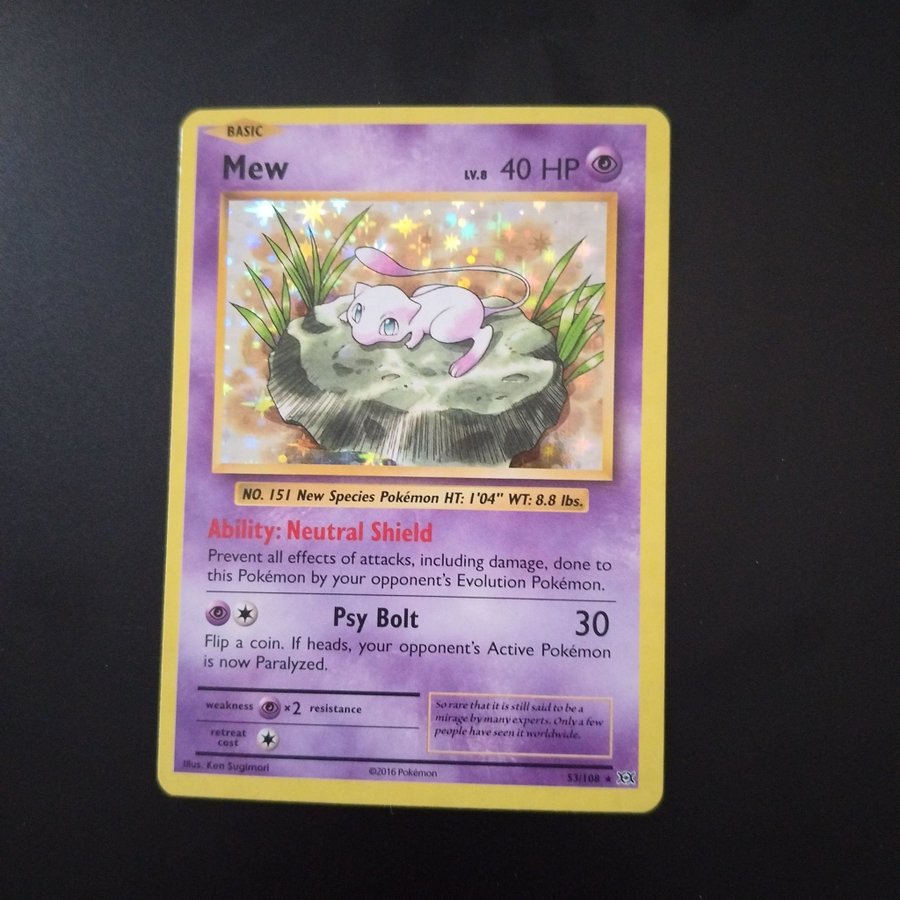 BASIC
Mew LV.8 40 HP
NO. 151 New Species Pokémon HT: 1'04" WT: 8.8 lbs.
Ability: Neutral Shield
Prevent all effects of attacks, including damage, done to
this Pokémon by your opponent's Evolution Pokémon.
Psy Bolt 30
Flip a coin. If heads, your opponent's Active Pokémon
is now Paralyzed.
weakness ×2 resistance
retreat
cost
So rare that it is still said to be a
mirage by many experts. Only a few
people have seen it worldwide.
Illus. Ken Sugimori ©2016 Pokémon 53/108 ★